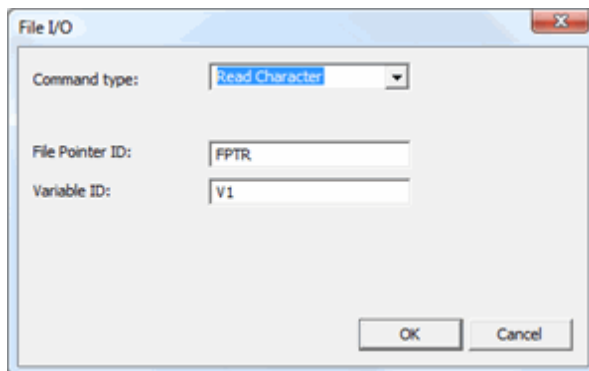 File I/O
Command type: Read Character
File Pointer ID: FPTR
Variable ID: V1
OK Cancel